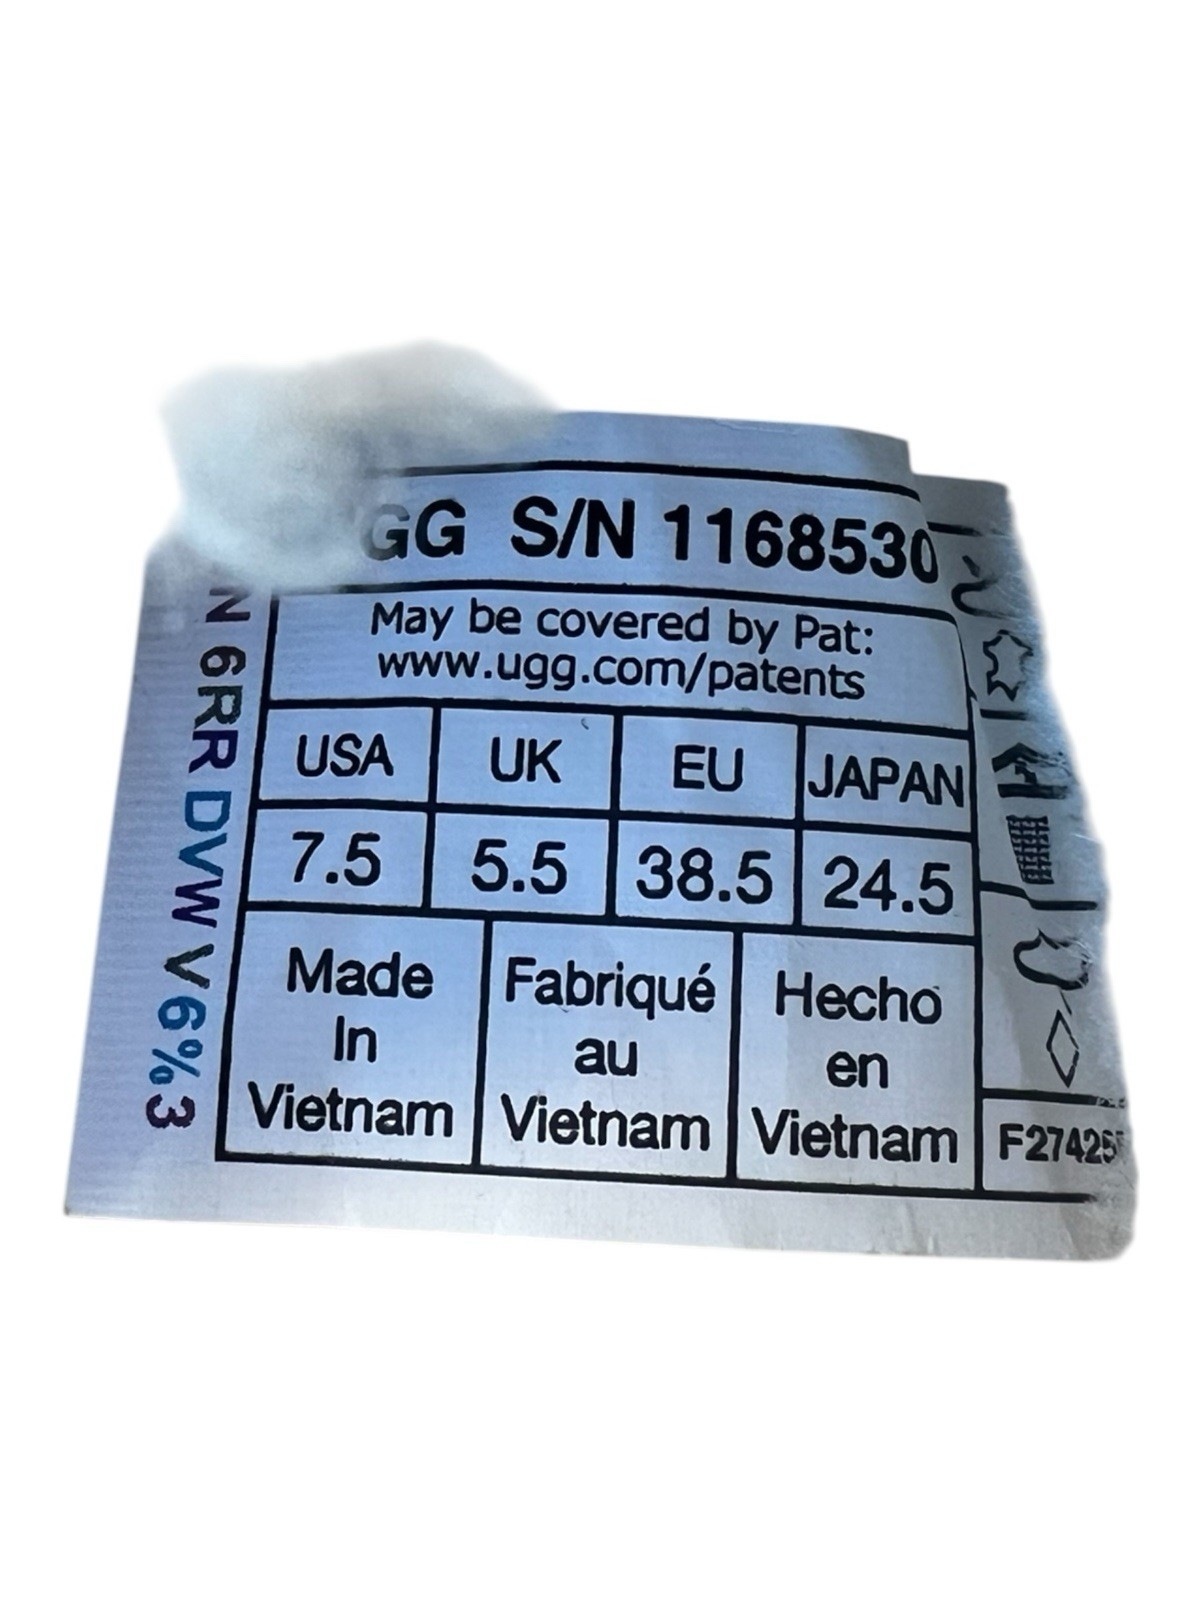 GG S/N 1168530
May be covered by Pat:
www.ugg.com/patents
USA UK EU JAPAN
7.5 5.5 38.5 24.5
Made
In
Vietnam
Fabriqué
au
Vietnam
Hecho
en
Vietnam
N 6RR DVW V 6%3